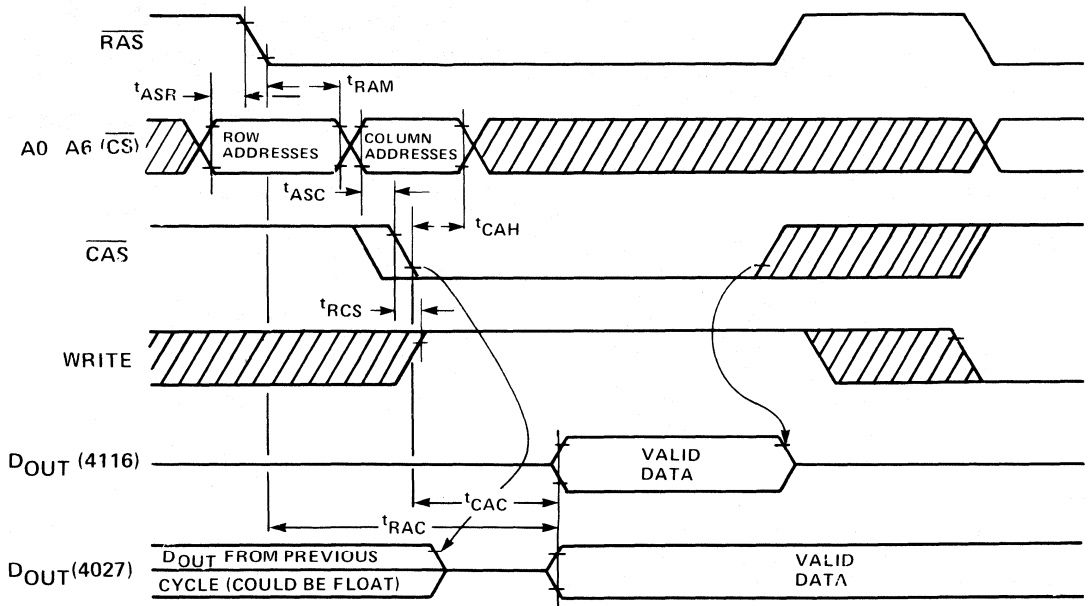 RAS
tASR
tRAM
A0 A6 (CS)
ROW
ADDRESSES
COLUMN
ADDRESSES
tASC
tCAH
CAS
tRCS
WRITE
DOUT (4116)
VALID
DATA
tCAC
tRAC
DOUT(4027)
DOUT FROM PREVIOUS
CYCLE (COULD BE FLOAT)
VALID
DATA